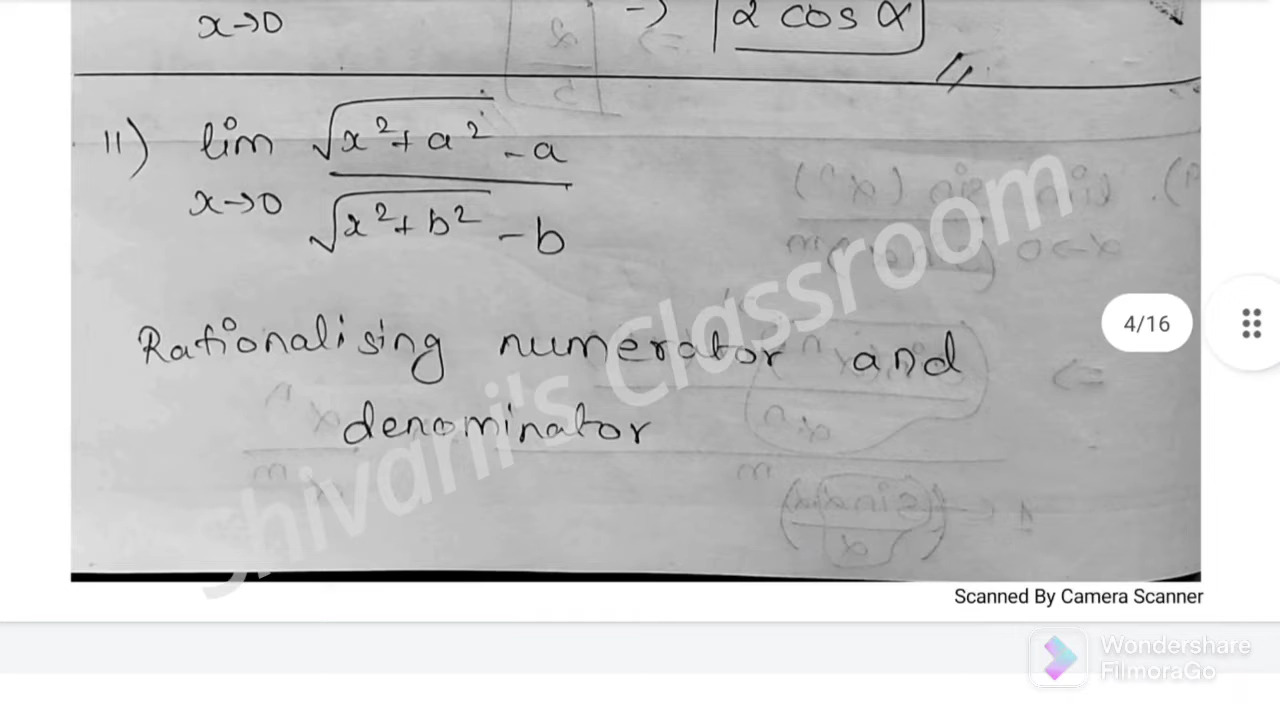 x→0 → 2 cos α
11) lim √x²+a² - a
x→0 √x²+b² - b
Rationalising numerator and
denominator
Shivani's Classroom
4/16
Scanned By Camera Scanner
Wondershare
FilmoraGo